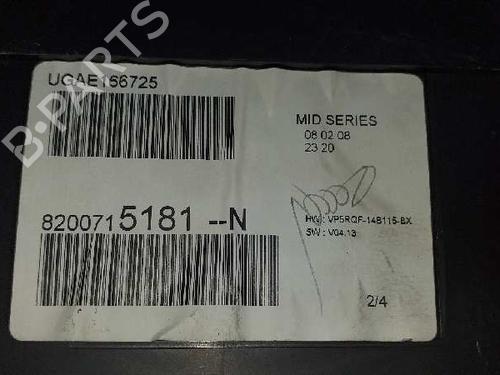 UGAE156725
MID SERIES
08 02 08
23 20
B-PARTS
HW : VP5RQF-14B115-BX
SW : V04.13
8200715181 --N
2/4